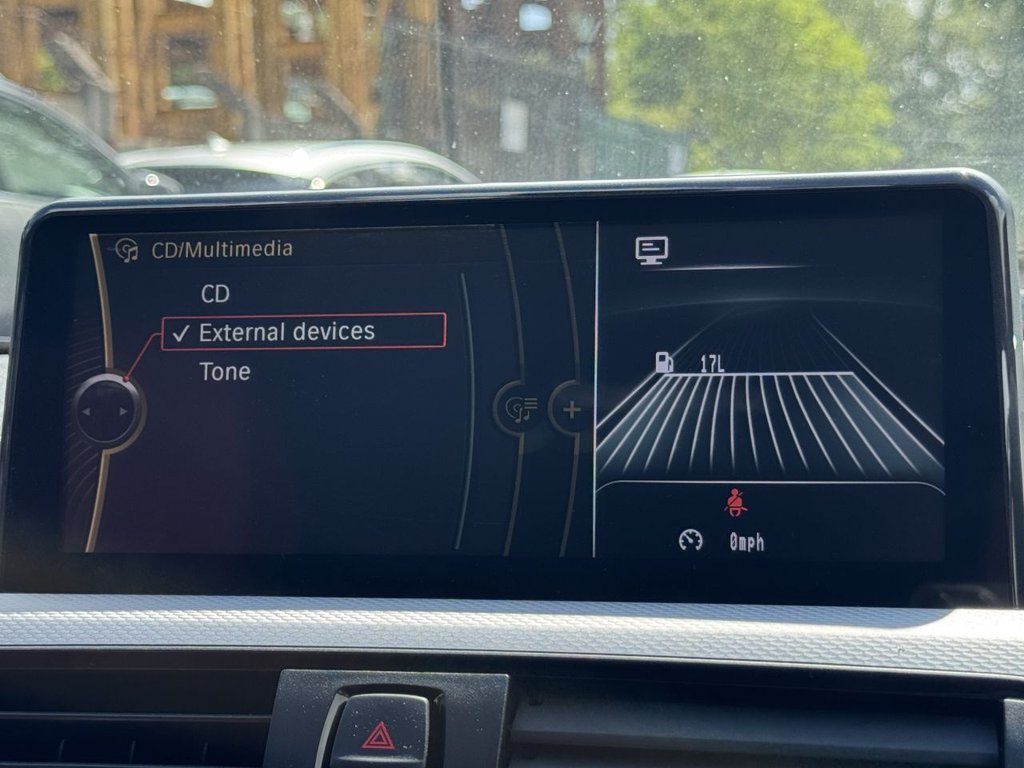 CD/Multimedia
CD
✓ External devices
Tone
17L
0mph